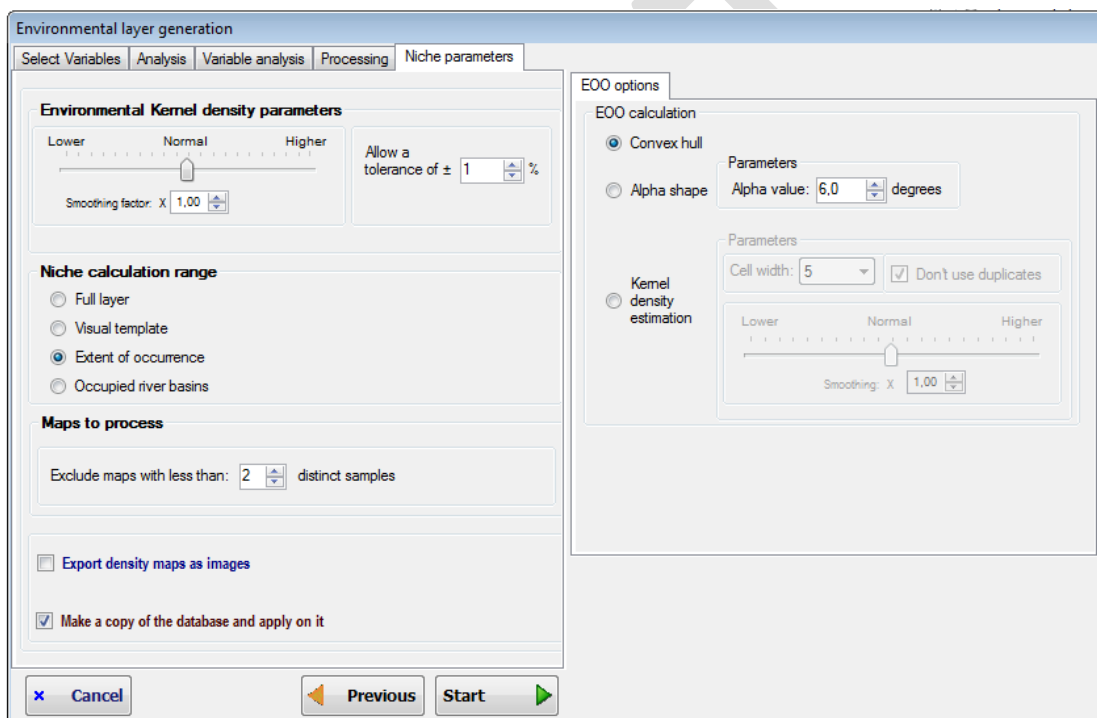 Environmental layer generation
Select Variables Analysis Variable analysis Processing Niche parameters
Environmental Kernel density parameters
Lower Normal Higher
Smoothing factor: X 1,00
Allow a
tolerance of ± 1 %
Niche calculation range
Full layer
Visual template
Extent of occurrence
Occupied river basins
Maps to process
Exclude maps with less than: 2 distinct samples
Export density maps as images
Make a copy of the database and apply on it
Cancel Previous Start
EOO options
EOO calculation
Convex hull
Alpha shape
Parameters
Alpha value: 6,0 degrees
Kernel
density
estimation
Parameters
Cell width: 5 Don't use duplicates
Lower Normal Higher
Smoothing: X 1,00